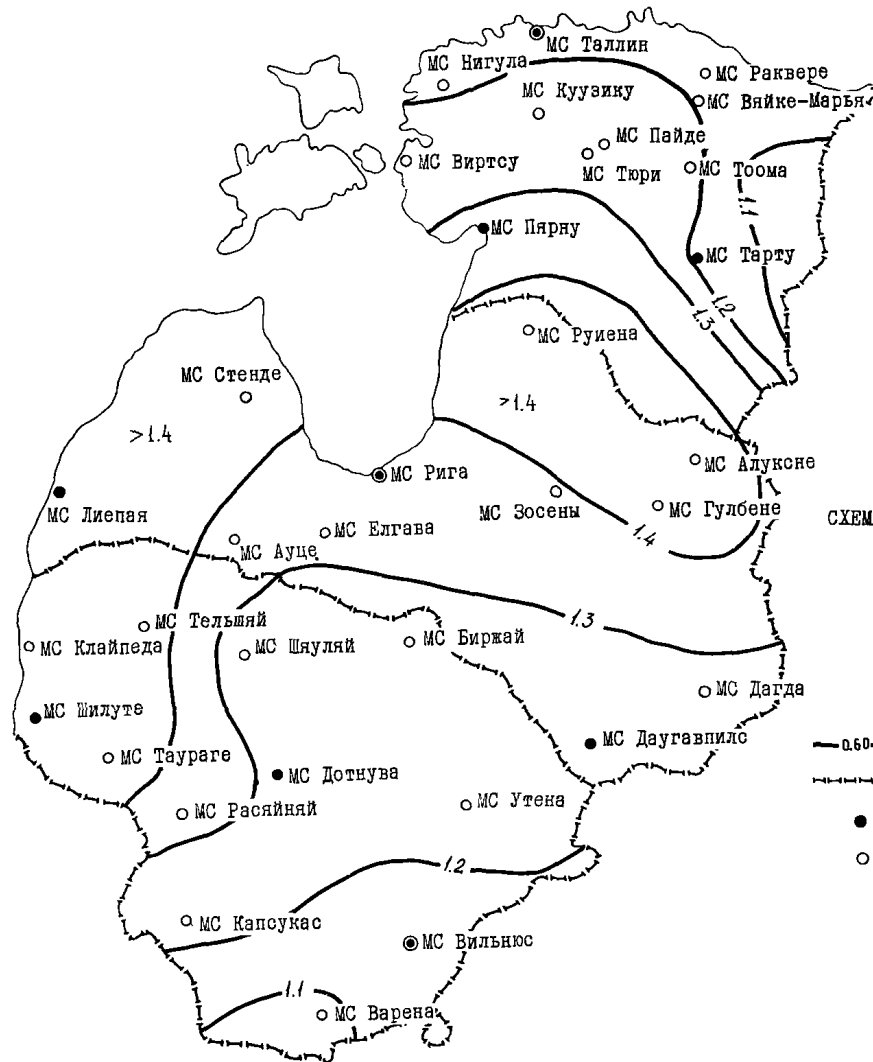 МС Таллин
МС Нигула
МС Раквере
МС Куузику
МС Вяйке-Марья
МС Пайде
МС Виртсу
МС Тюри
МС Тоома
1.1
МС Пярну
МС Тарту
1.2
1.3
МС Руиена
МС Стенде
>1.4
>1.4
МС Рига
МС Алуксне
МС Лиепая
МС Зосены
МС Гулбене
СХЕМ
МС Елгава
1.4
МС Ауце
МС Тельшяй
1.3
МС Клайпеда
МС Шяуляй
МС Биржай
МС Дагда
МС Шилуте
МС Даугавпилс
0.60
МС Таураге
МС Дотнува
МС Расяйняй
МС Утена
1.2
МС Капсукас
МС Вильнюс
1.1
МС Варена